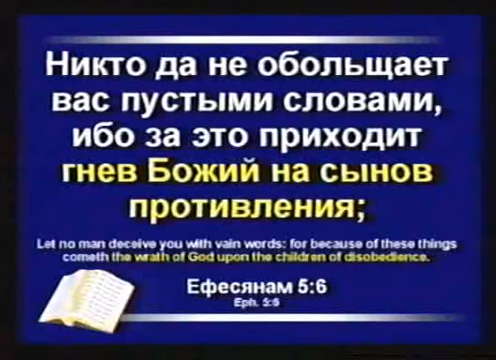 Никто да не обольщает
вас пустыми словами,
ибо за это приходит
гнев Божий на сынов
противления;
Let no man deceive you with vain words: for because of these things
cometh the wrath of God upon the children of disobedience.
Ефесянам 5:6
Eph. 5:6